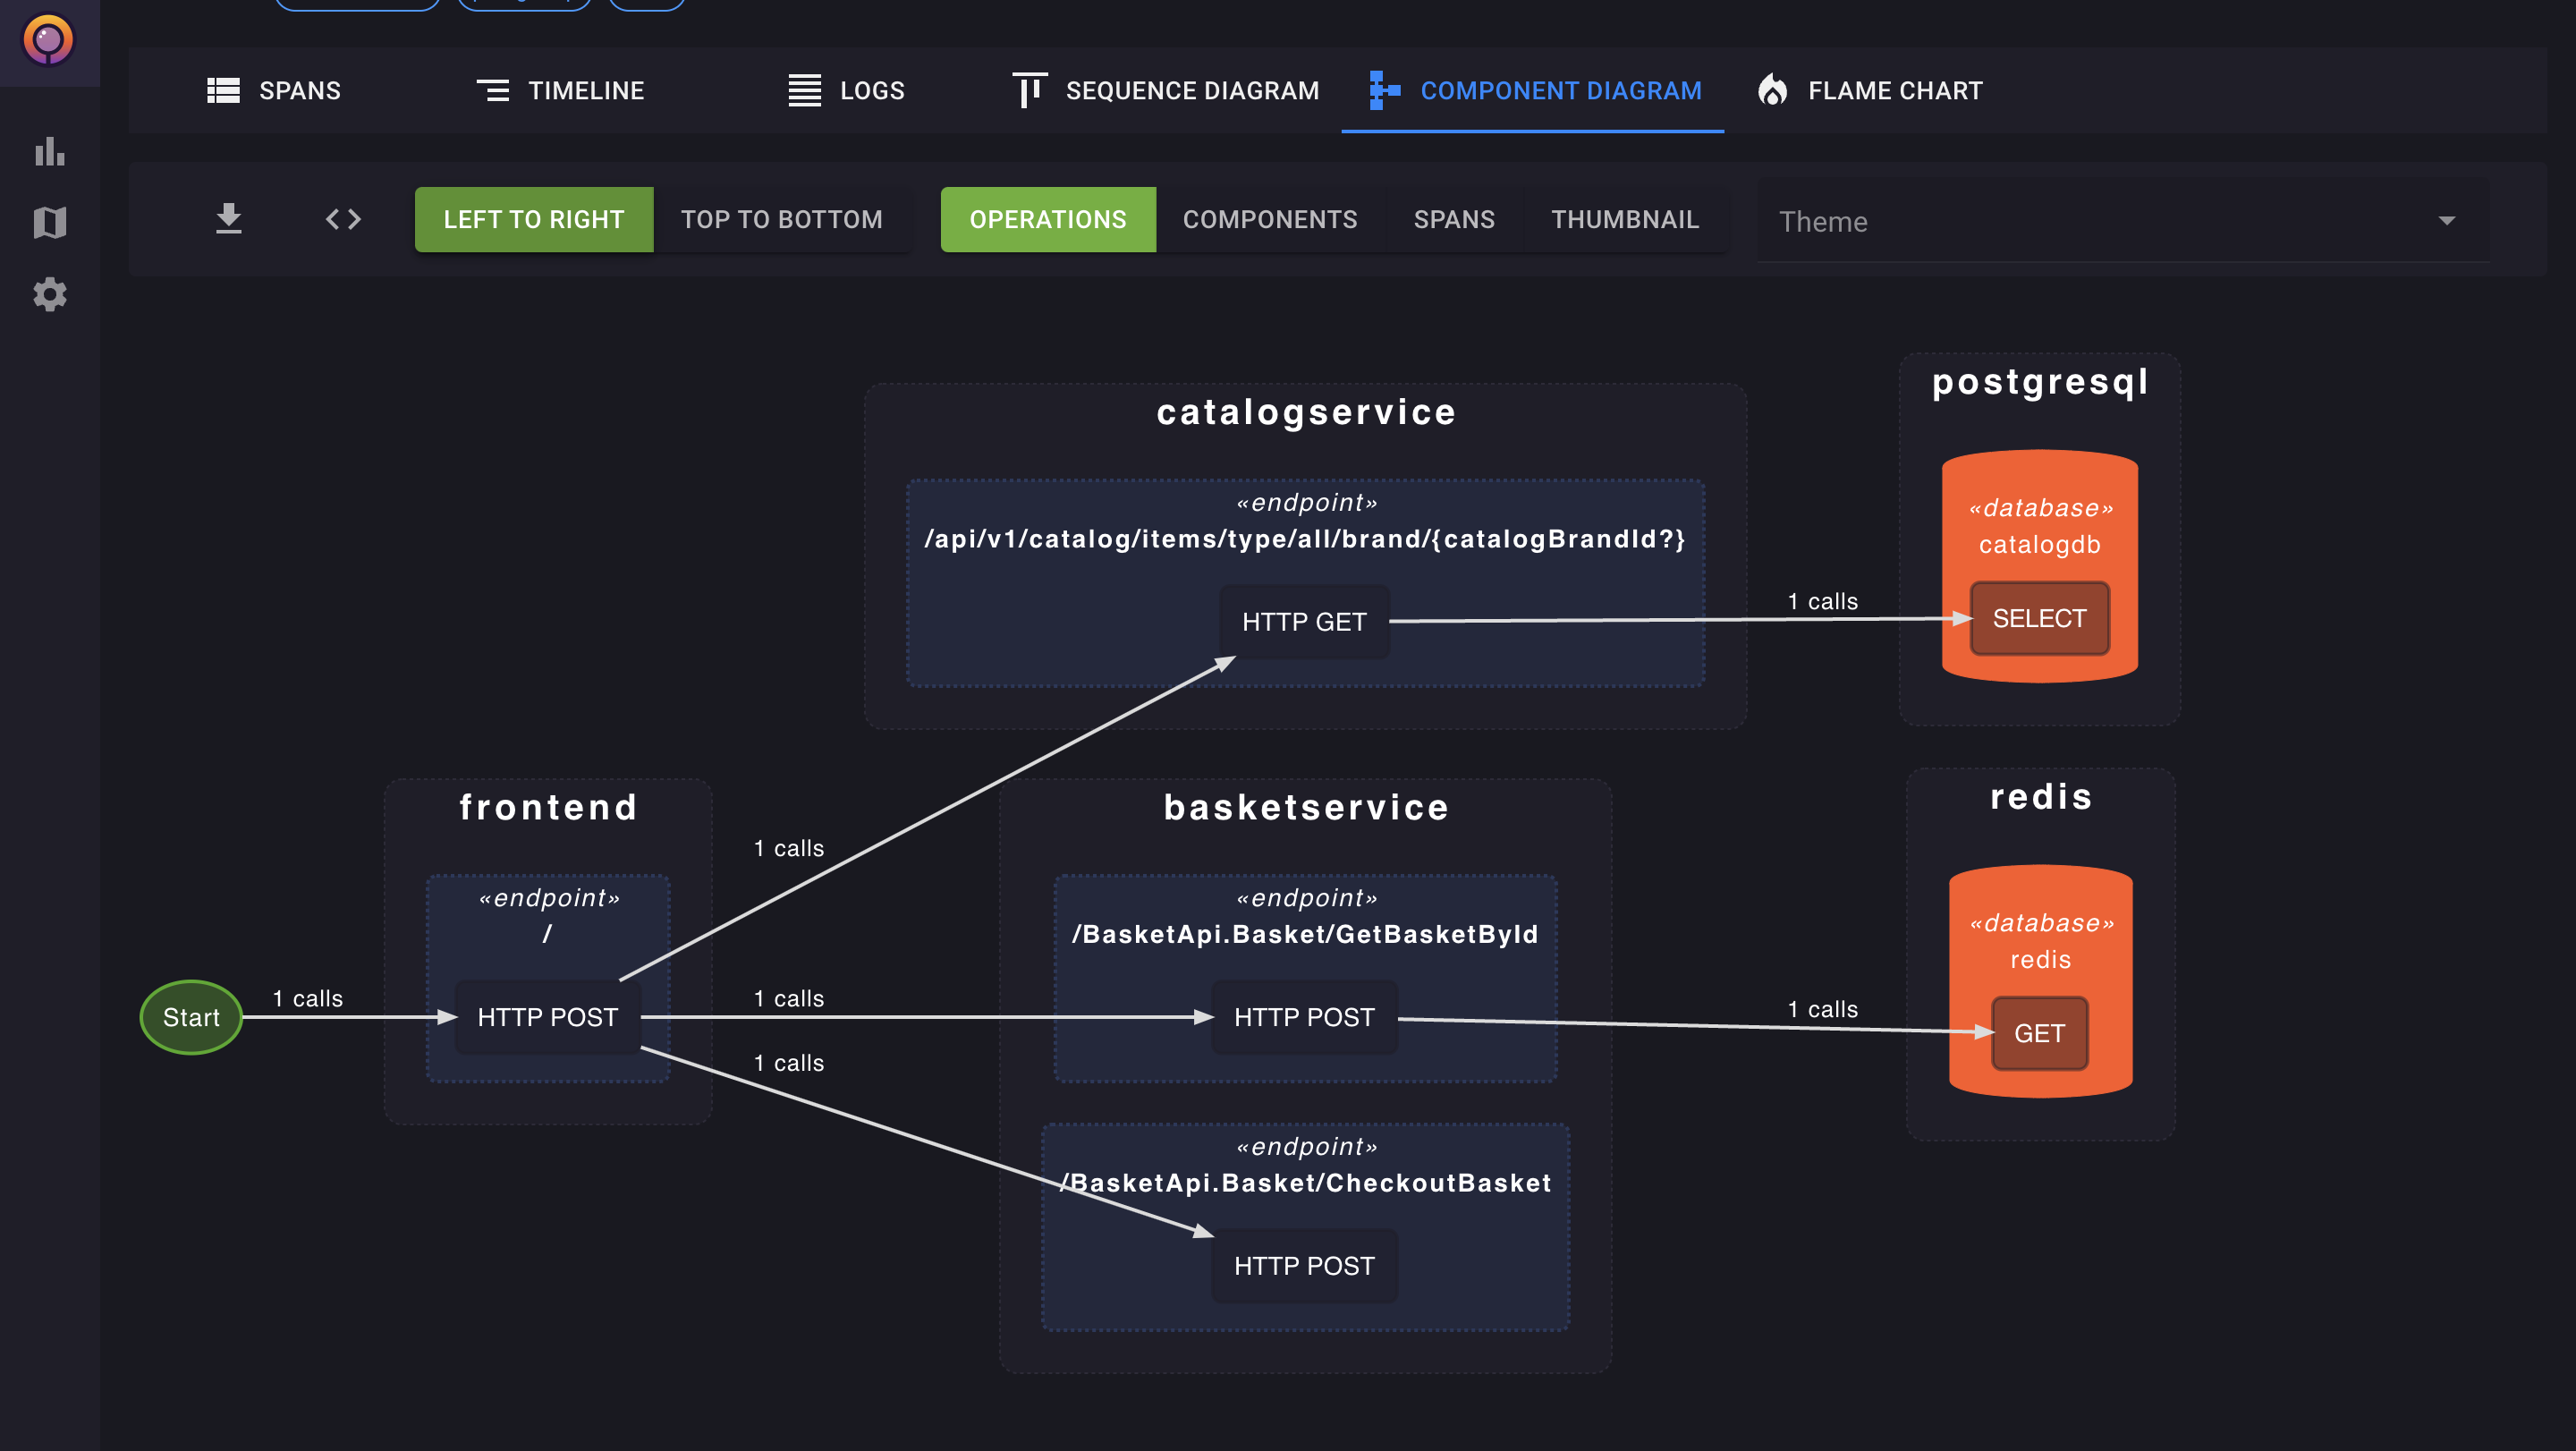 SPANS
TIMELINE
LOGS
SEQUENCE DIAGRAM
COMPONENT DIAGRAM
FLAME CHART
LEFT TO RIGHT
TOP TO BOTTOM
OPERATIONS
COMPONENTS
SPANS
THUMBNAIL
Theme
catalogservice
«endpoint»
/api/v1/catalog/items/type/all/brand/{catalogBrandId?}
HTTP GET
1 calls
postgresql
«database»
catalogdb
SELECT
Start
1 calls
frontend
«endpoint»
/
HTTP POST
1 calls
1 calls
1 calls
basketservice
«endpoint»
/BasketApi.Basket/GetBasketById
HTTP POST
«endpoint»
/BasketApi.Basket/CheckoutBasket
HTTP POST
1 calls
redis
«database»
redis
GET